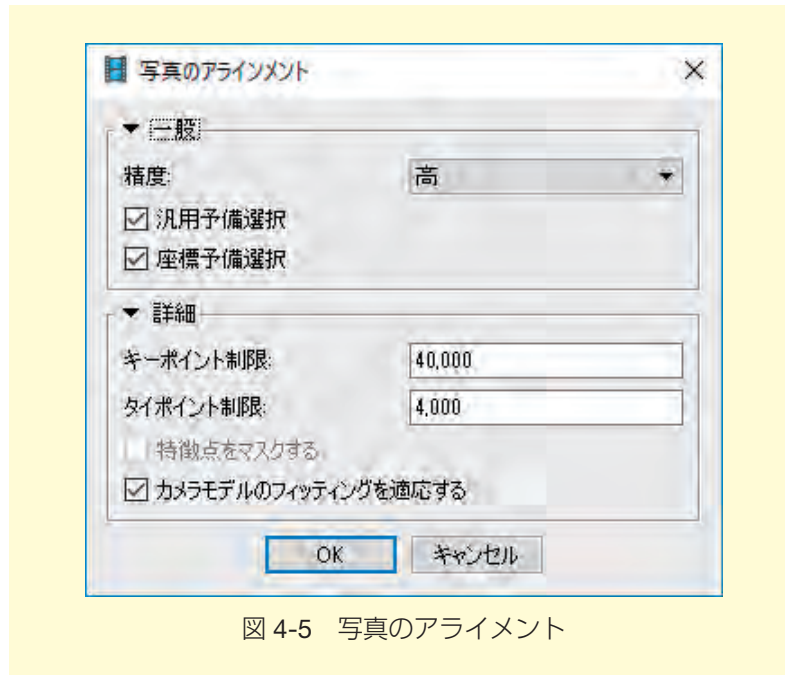 写真のアラインメント
一般
精度: 高
汎用予備選択
座標予備選択
詳細
キーポイント制限: 40,000
タイポイント制限: 4,000
特徴点をマスクする
カメラモデルのフィッティングを適応する
OK キャンセル
図 4-5 写真のアライメント